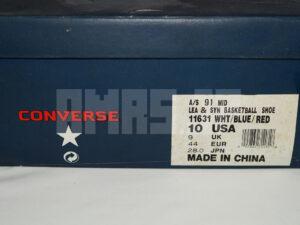 CONVERSE
A/S 91 MID
LEA & SYN BASKETBALL SHOE
11631 WHT/BLUE/RED
10 USA
9 UK
44 EUR
28.0 JPN
MADE IN CHINA